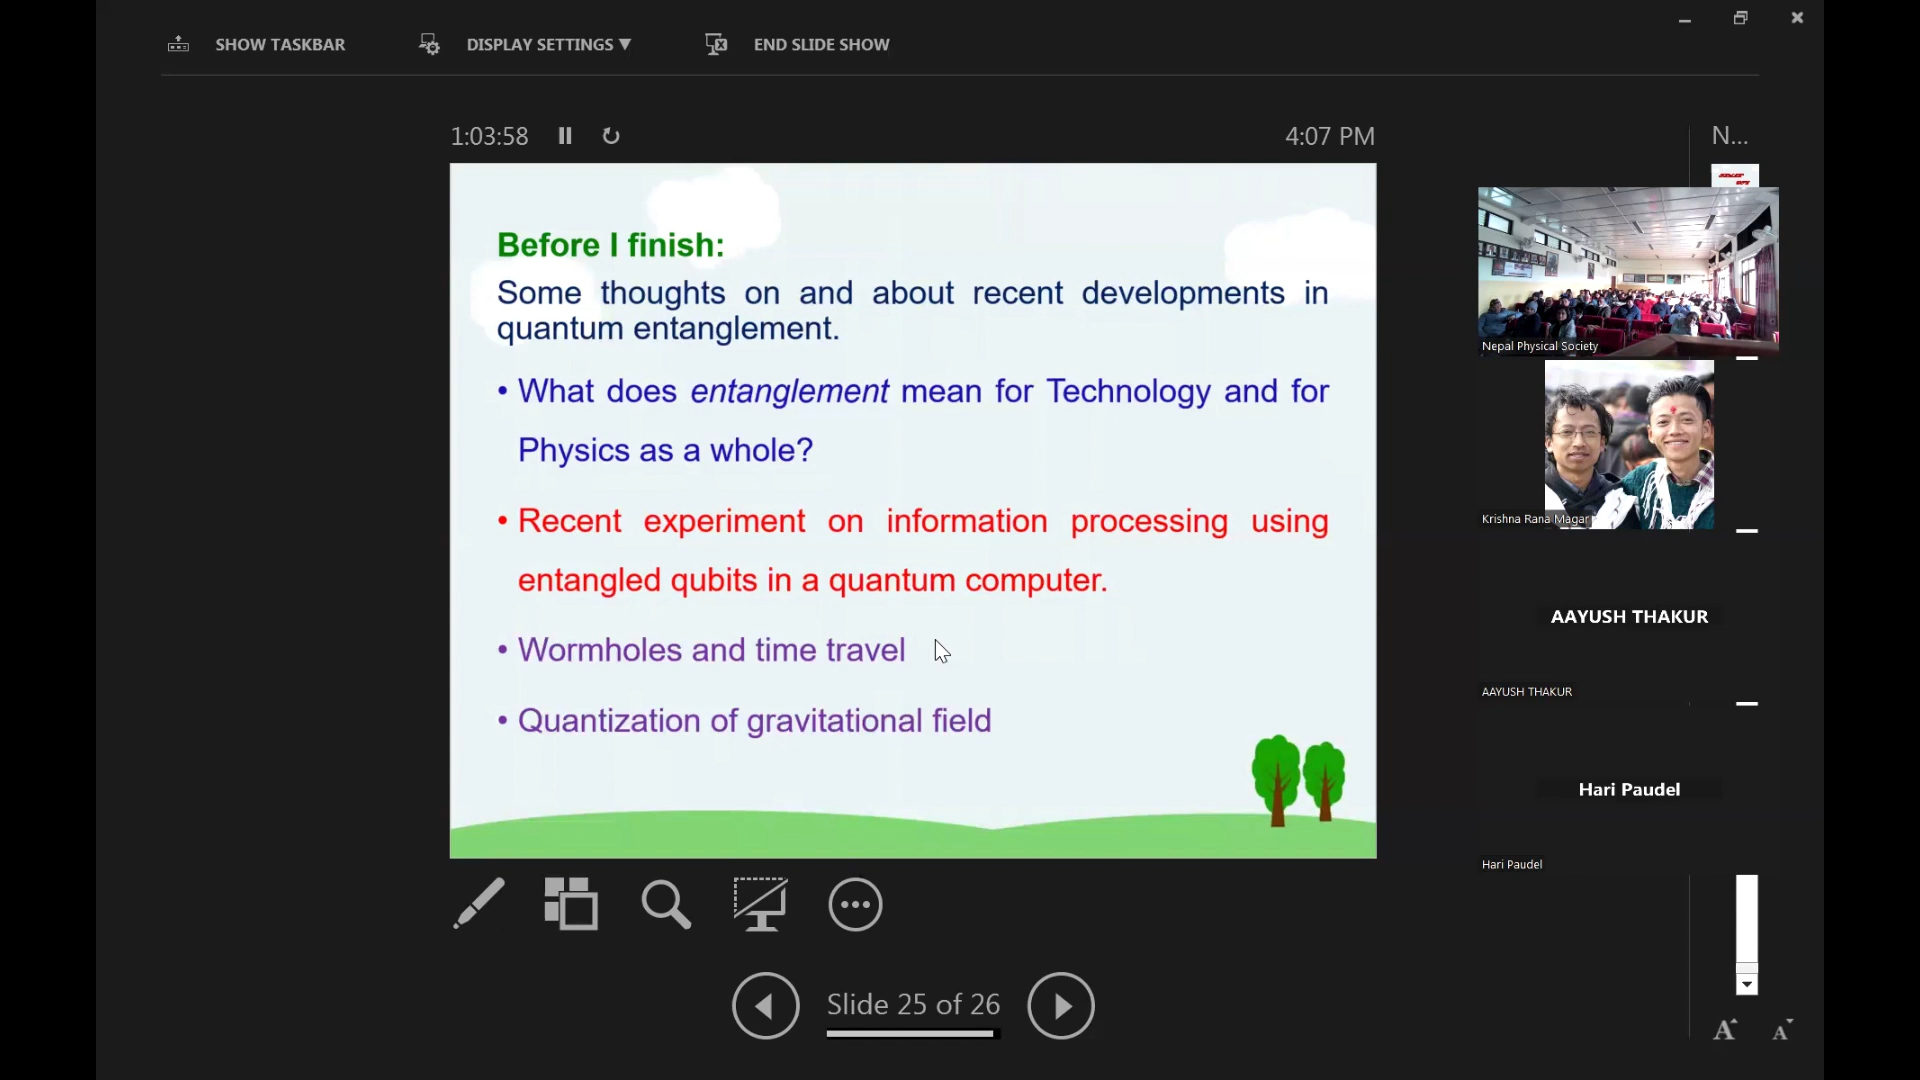 SHOW TASKBAR
DISPLAY SETTINGS ▼
END SLIDE SHOW
1:03:58
4:07 PM
N...
Before I finish:
Some thoughts on and about recent developments in
quantum entanglement.
• What does entanglement mean for Technology and for
Physics as a whole?
• Recent experiment on information processing using
entangled qubits in a quantum computer.
• Wormholes and time travel
• Quantization of gravitational field
Nepal Physical Society
Krishna Rana Magar
AAYUSH THAKUR
AAYUSH THAKUR
Hari Paudel
Hari Paudel
Slide 25 of 26
A A